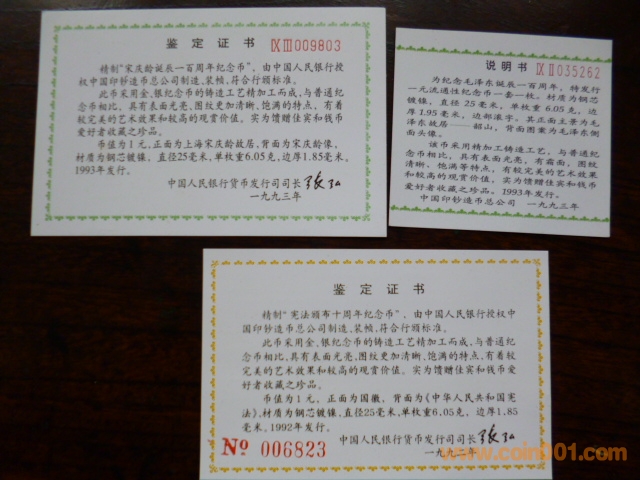 鉴定证书 ⅨⅢ009803
精制“宋庆龄诞辰一百周年纪念币”，由中国人民银行授
权中国印钞造币总公司制造、装帧，符合行颁标准。
此币采用金、银纪念币的铸造工艺精加工而成，与普通
纪念币相比，具有表面光亮，图纹更加清晰、饱满的特点，有着
较完美的艺术效果和较高的观赏价值，实为馈赠佳宾和钱币
爱好者收藏之珍品。
币值为1元，正面为上海宋庆龄故居，背面为宋庆龄像，
材质为钢芯镀镍，直径25毫米，单枚重6.05克，边厚1.85毫米。
1993年发行。
中国人民银行货币发行司司长
一九九三年
说明书 ⅨⅡ035262
为纪念毛泽东诞辰一百周年，特发行
一元流通性纪念币一套一枚。材质为钢芯
镀镍，直径25毫米，单枚重6.05克，边
厚1.95毫米，边部滚字。其正面主景为毛
泽东故居——韶山，背面图案为毛泽东侧
面头像。
该币采用精加工铸造工艺，与普通纪
念币相比，具有表面光亮，有霜面，图纹
清晰、饱满等特点，有较完美的艺术效果
和较高的观赏价值。实为馈赠佳宾和钱币
爱好者收藏之珍品。1993年发行。
中国印钞造币总公司 一九九三年
鉴定证书
精制“宪法颁布十周年纪念币”，由中国人民银行授权中
国印钞造币总公司制造、装帧，符合行颁标准。
此币采用金、银纪念币的铸造工艺精加工而成，与普通纪
念币相比，具有表面光亮，图纹更加清晰、饱满的特点，有着较
完美的艺术效果和较高的观赏价值。实为馈赠佳宾和钱币爱
好者收藏之珍品。
币值为1元，正面为国徽，背面为《中华人民共和国宪
法》，材质为钢芯镀镍，直径25毫米，单枚重6.05克，边厚1.85
毫米。1992年发行。
中国人民银行货币发行司司长
№ 006823
一九九二年
www.coin001.com